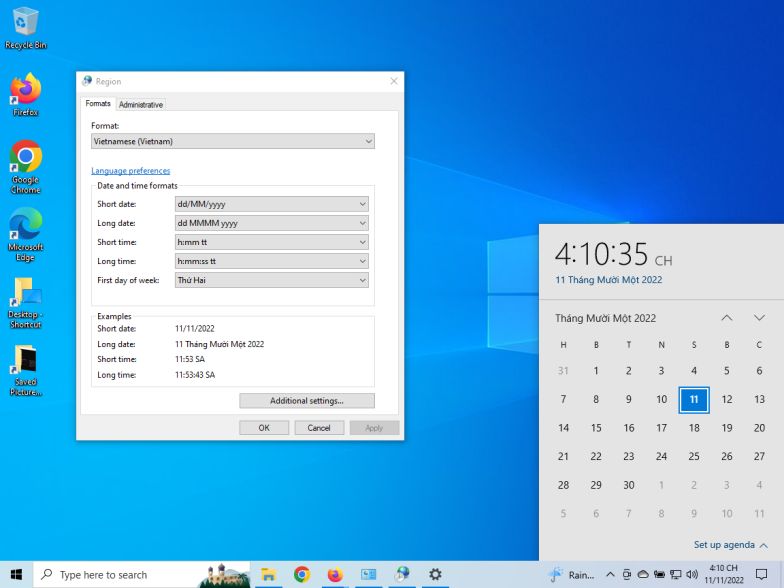 Recycle Bin
Firefox
Google
Chrome
Microsoft
Edge
Desktop -
Shortcut
Saved
Picture...
Region
Formats
Administrative
Format:
Vietnamese (Vietnam)
Language preferences
Date and time formats
Short date:
dd/MM/yyyy
Long date:
dd MMMM yyyy
Short time:
h:mm tt
Long time:
h:mm:ss tt
First day of week:
Thứ Hai
Examples
Short date:
11/11/2022
Long date:
11 Tháng Mười Một 2022
Short time:
11:53 SA
Long time:
11:53:43 SA
Additional settings...
OK
Cancel
Apply
4:10:35 CH
11 Tháng Mười Một 2022
Tháng Mười Một 2022
H B T N S B C
31 1 2 3 4 5 6
7 8 9 10 11 12 13
14 15 16 17 18 19 20
21 22 23 24 25 26 27
28 29 30 1 2 3 4
5 6 7 8 9 10 11
Set up agenda
Type here to search
Rain...
4:10 CH
11/11/2022